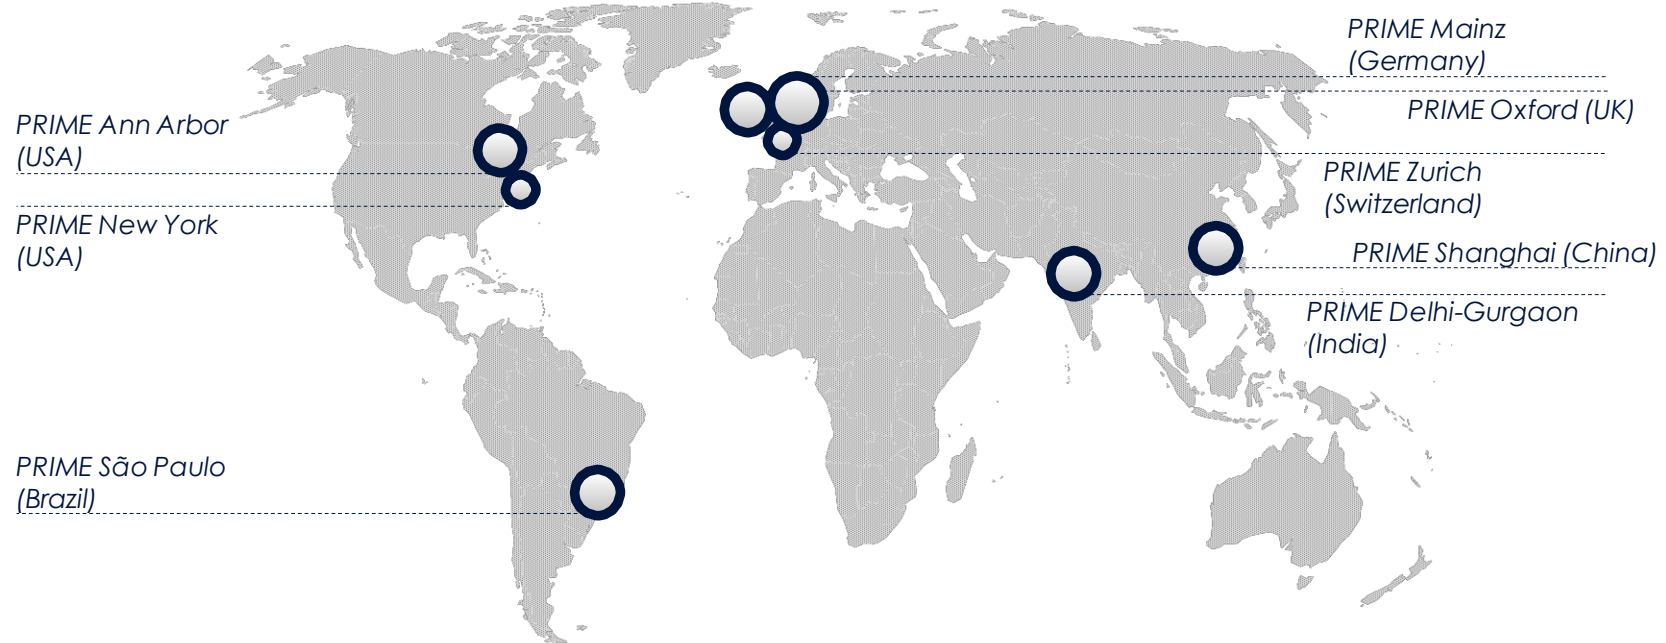 PRIME Ann Arbor
(USA)
PRIME New York
(USA)
PRIME São Paulo
(Brazil)
PRIME Mainz
(Germany)
PRIME Oxford (UK)
PRIME Zurich
(Switzerland)
PRIME Shanghai (China)
PRIME Delhi-Gurgaon
(India)